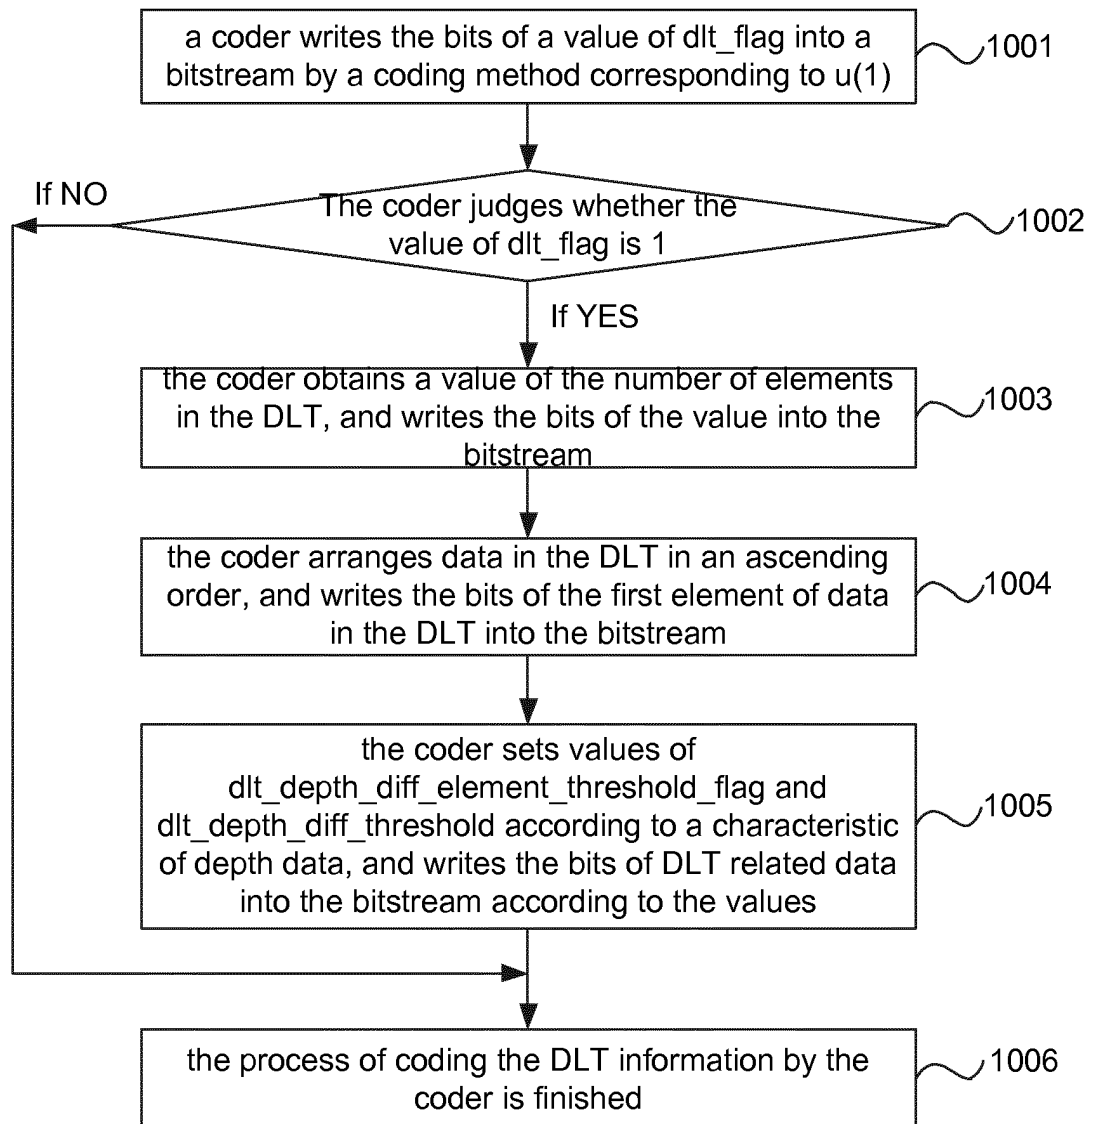 a coder writes the bits of a value of dlt_flag into a
bitstream by a coding method corresponding to u(1)
1001
If NO
The coder judges whether the
value of dlt_flag is 1
1002
If YES
the coder obtains a value of the number of elements
in the DLT, and writes the bits of the value into the
bitstream
1003
the coder arranges data in the DLT in an ascending
order, and writes the bits of the first element of data
in the DLT into the bitstream
1004
the coder sets values of
dlt_depth_diff_element_threshold_flag and
dlt_depth_diff_threshold according to a characteristic
of depth data, and writes the bits of DLT related data
into the bitstream according to the values
1005
the process of coding the DLT information by the
coder is finished
1006